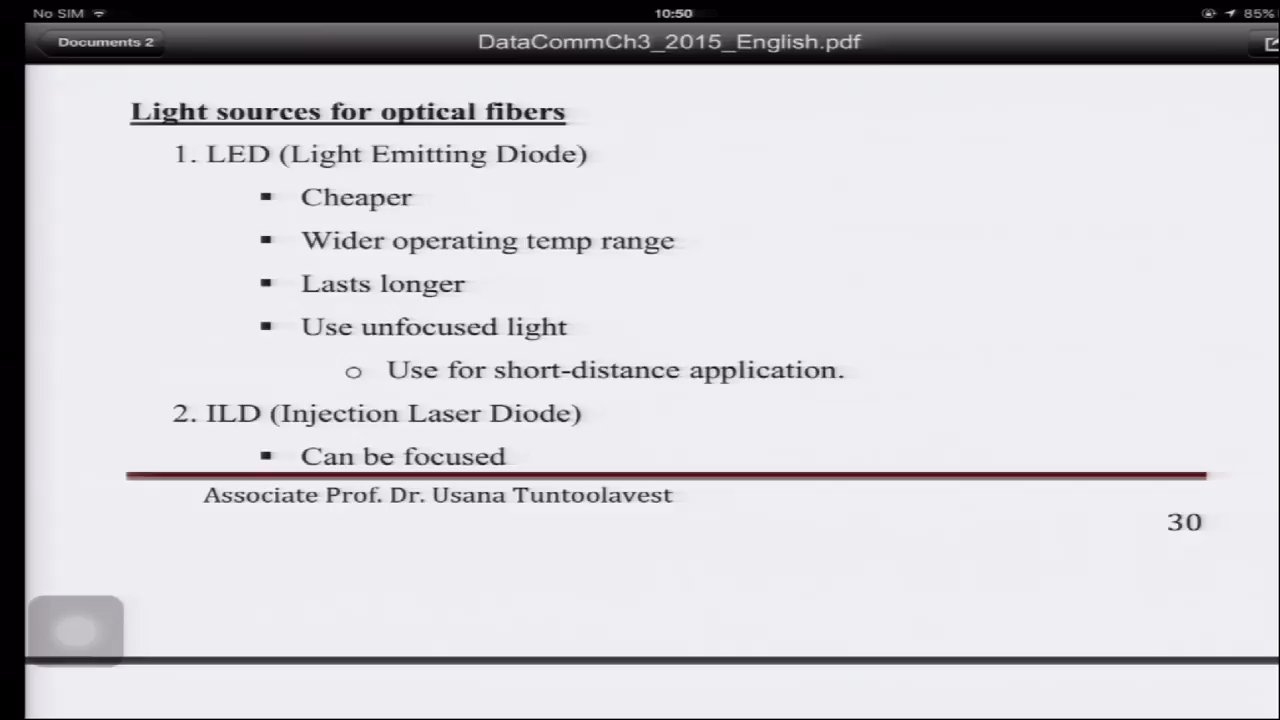 No SIM 10:50 85%
Documents 2 DataCommCh3_2015_English.pdf
Light sources for optical fibers
1. LED (Light Emitting Diode)
▪ Cheaper
▪ Wider operating temp range
▪ Lasts longer
▪ Use unfocused light
o Use for short-distance application.
2. ILD (Injection Laser Diode)
▪ Can be focused
Associate Prof. Dr. Usana Tuntoolavest
30